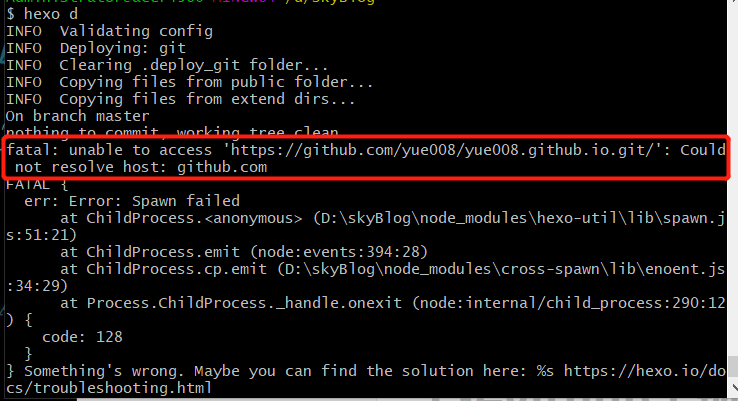 $ hexo d
INFO  Validating config
INFO  Deploying: git
INFO  Clearing .deploy_git folder...
INFO  Copying files from public folder...
INFO  Copying files from extend dirs...
On branch master
nothing to commit, working tree clean
fatal: unable to access 'https://github.com/yue008/yue008.github.io.git/': Could
 not resolve host: github.com
FATAL {
  err: Error: Spawn failed
      at ChildProcess.<anonymous> (D:\skyBlog\node_modules\hexo-util\lib\spawn.j
s:51:21)
      at ChildProcess.emit (node:events:394:28)
      at ChildProcess.cp.emit (D:\skyBlog\node_modules\cross-spawn\lib\enoent.js
:34:29)
      at Process.ChildProcess._handle.onexit (node:internal/child_process:290:12
) {
    code: 128
  }
} Something's wrong. Maybe you can find the solution here: %s https://hexo.io/do
cs/troubleshooting.html